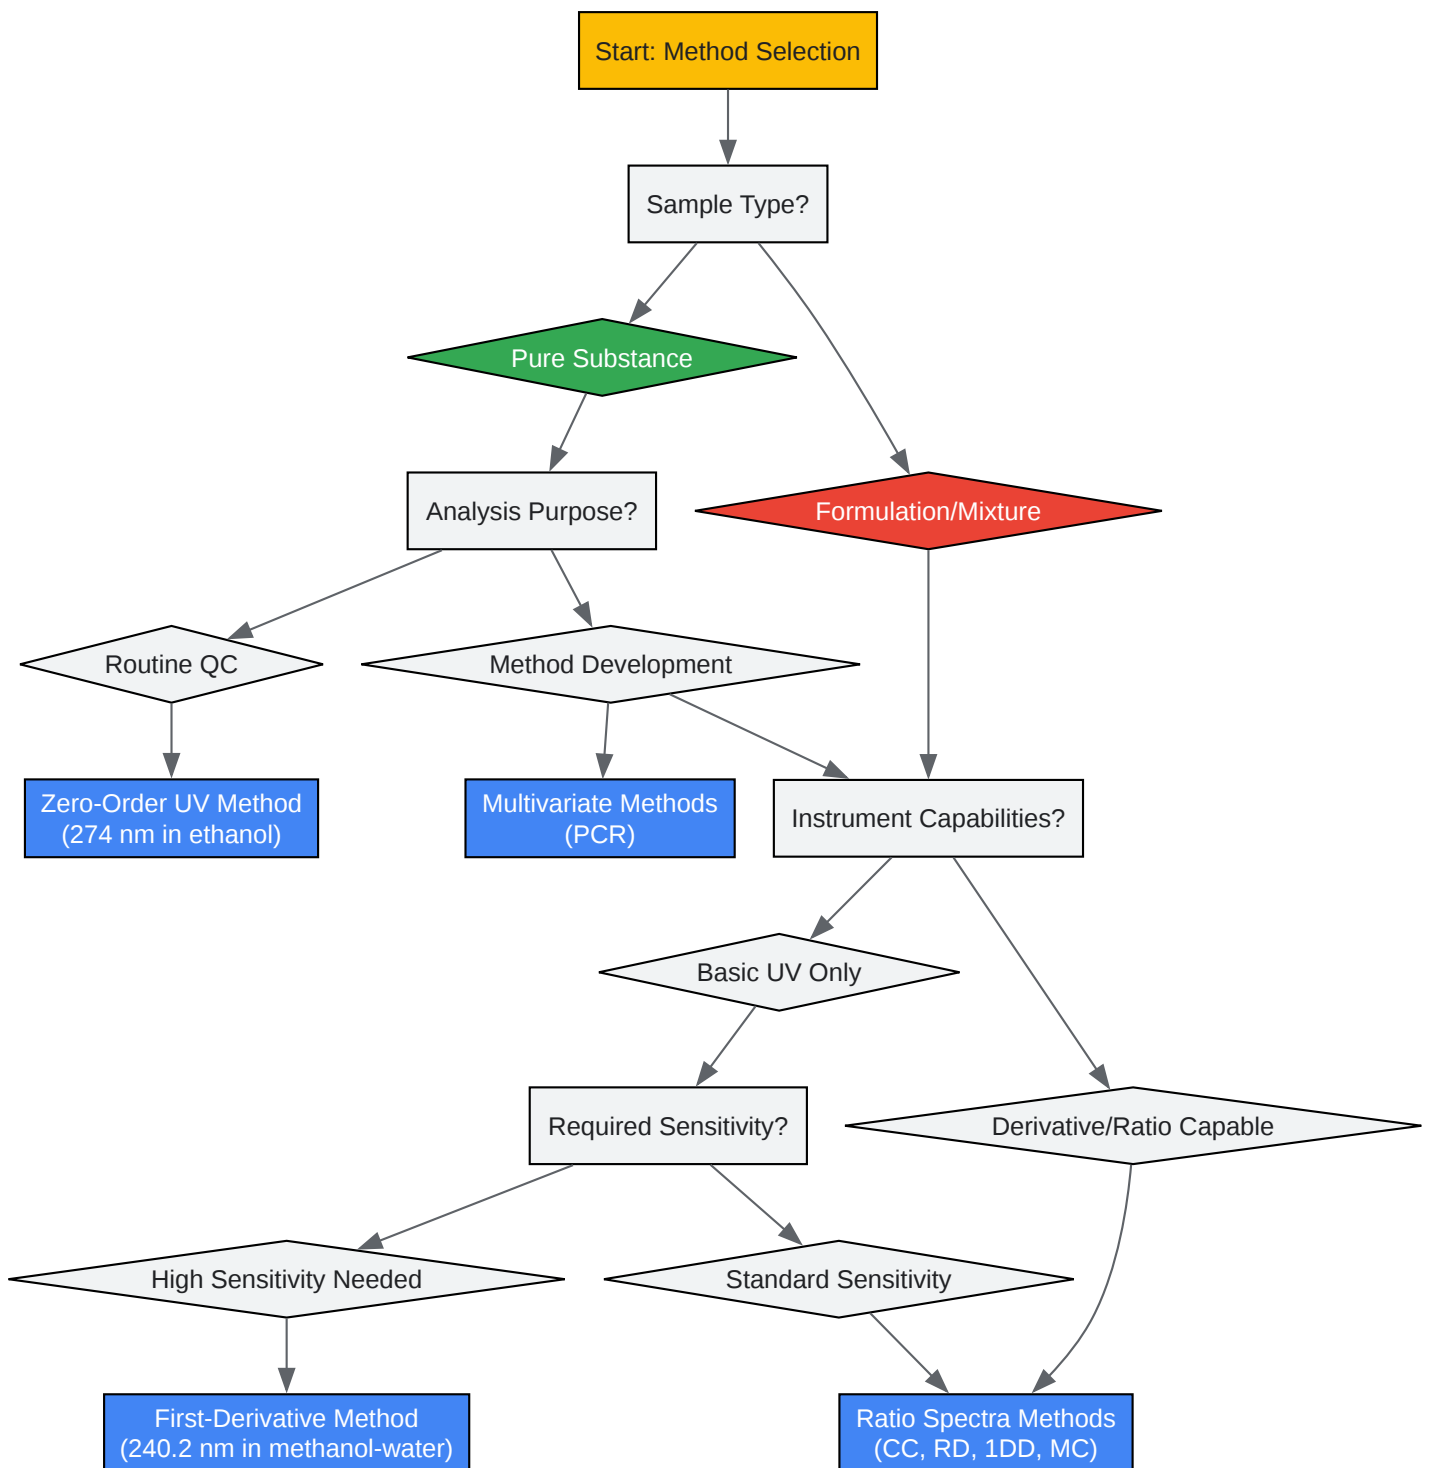 Start: Method Selection
Sample Type?
Pure Substance
Analysis Purpose?
Formulation/Mixture
Routine QC
Method Development
Zero-Order UV Method
(274 nm in ethanol)
Multivariate Methods
(PCR)
Instrument Capabilities?
Basic UV Only
Required Sensitivity?
Derivative/Ratio Capable
High Sensitivity Needed
Standard Sensitivity
First-Derivative Method
(240.2 nm in methanol-water)
Ratio Spectra Methods
(CC, RD, 1DD, MC)